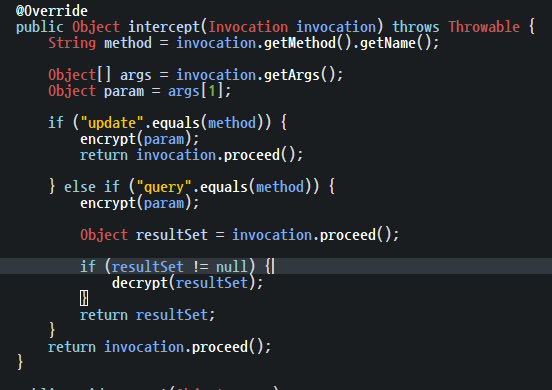 @Override
public Object intercept(Invocation invocation) throws Throwable {
    String method = invocation.getMethod().getName();

    Object[] args = invocation.getArgs();
    Object param = args[1];

    if ("update".equals(method)) {
        encrypt(param);
        return invocation.proceed();

    } else if ("query".equals(method)) {
        encrypt(param);

        Object resultSet = invocation.proceed();

        if (resultSet != null) {
            decrypt(resultSet);
        }
        return resultSet;
    }
    return invocation.proceed();
}